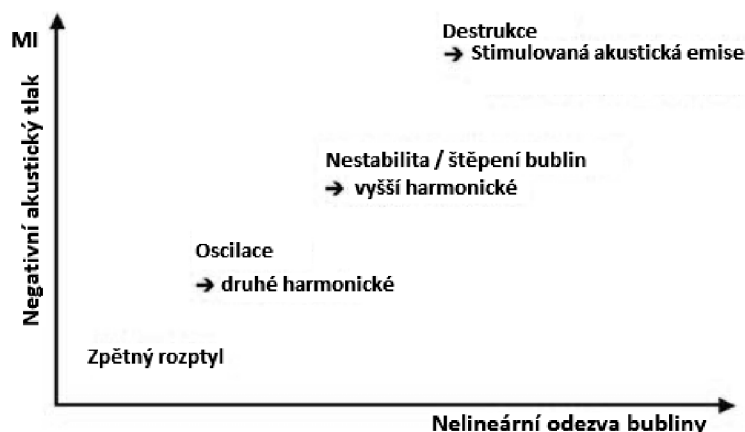 MI
Negativní akustický tlak
Destrukce
➔ Stimulovaná akustická emise
Nestabilita / štěpení bublin
➔ vyšší harmonické
Oscilace
➔ druhé harmonické
Zpětný rozptyl
Nelineární odezva bubliny